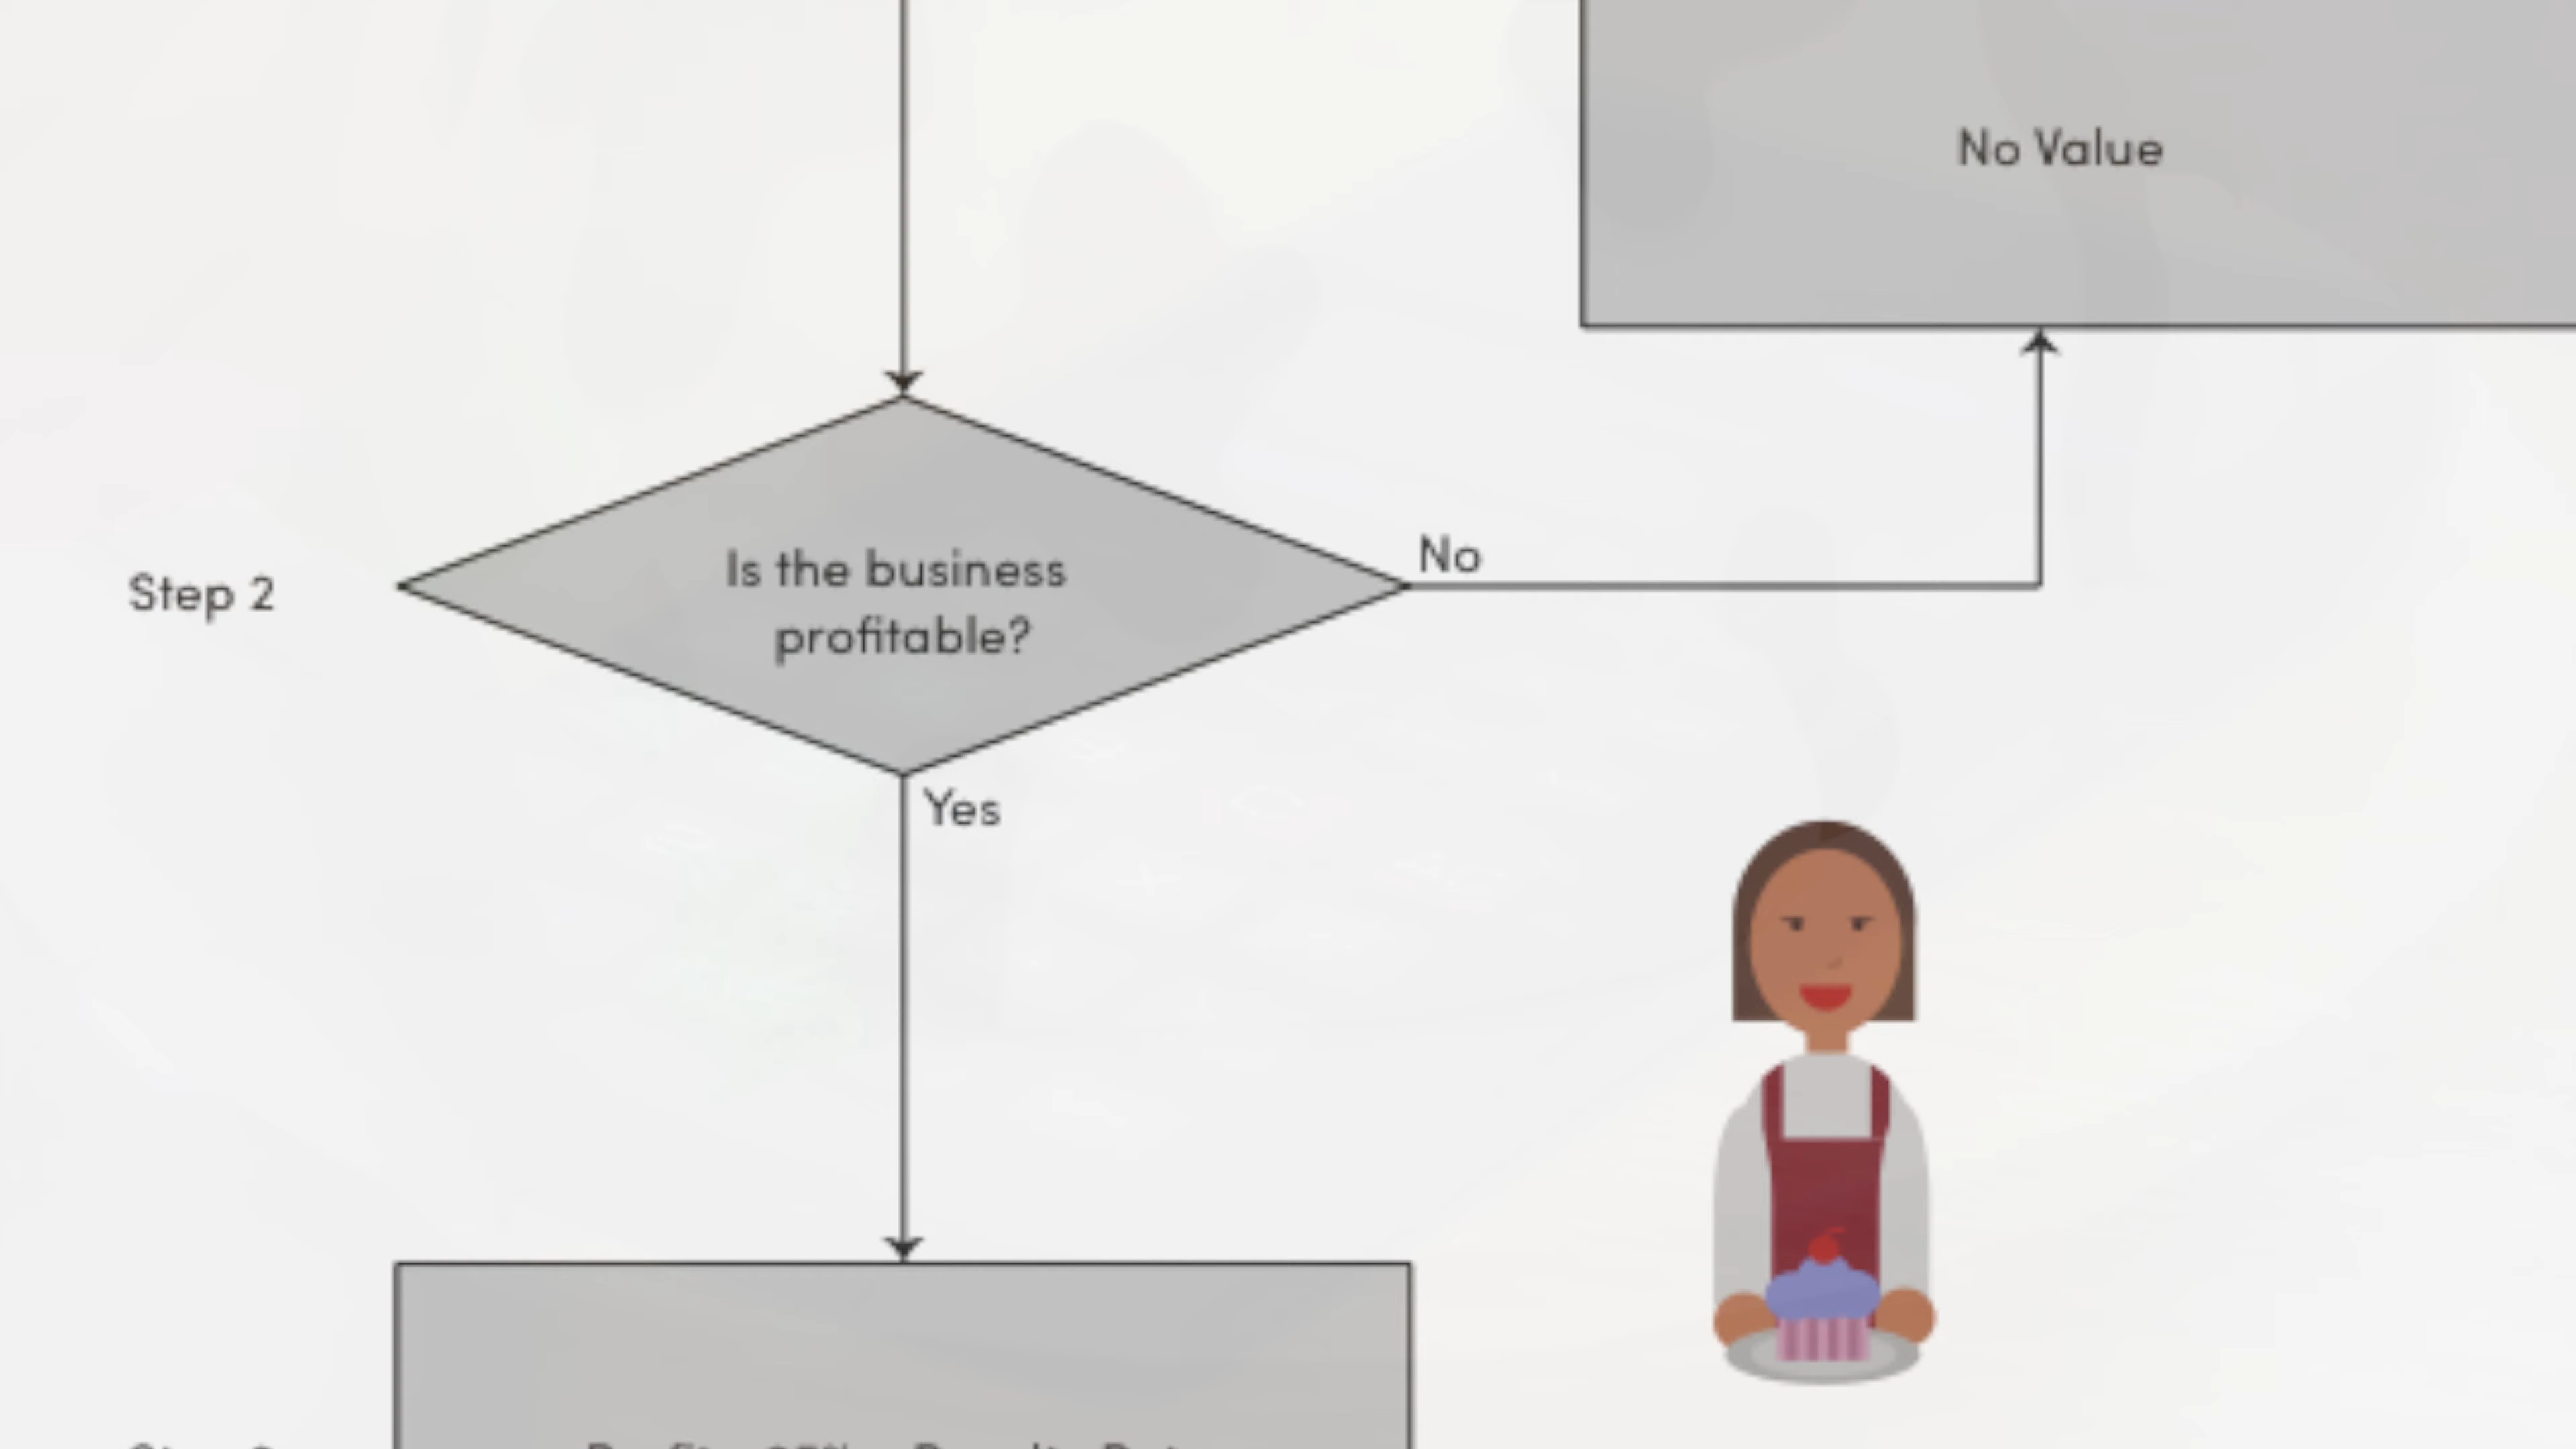 No Value
No
Step 2
Is the business
profitable?
Yes